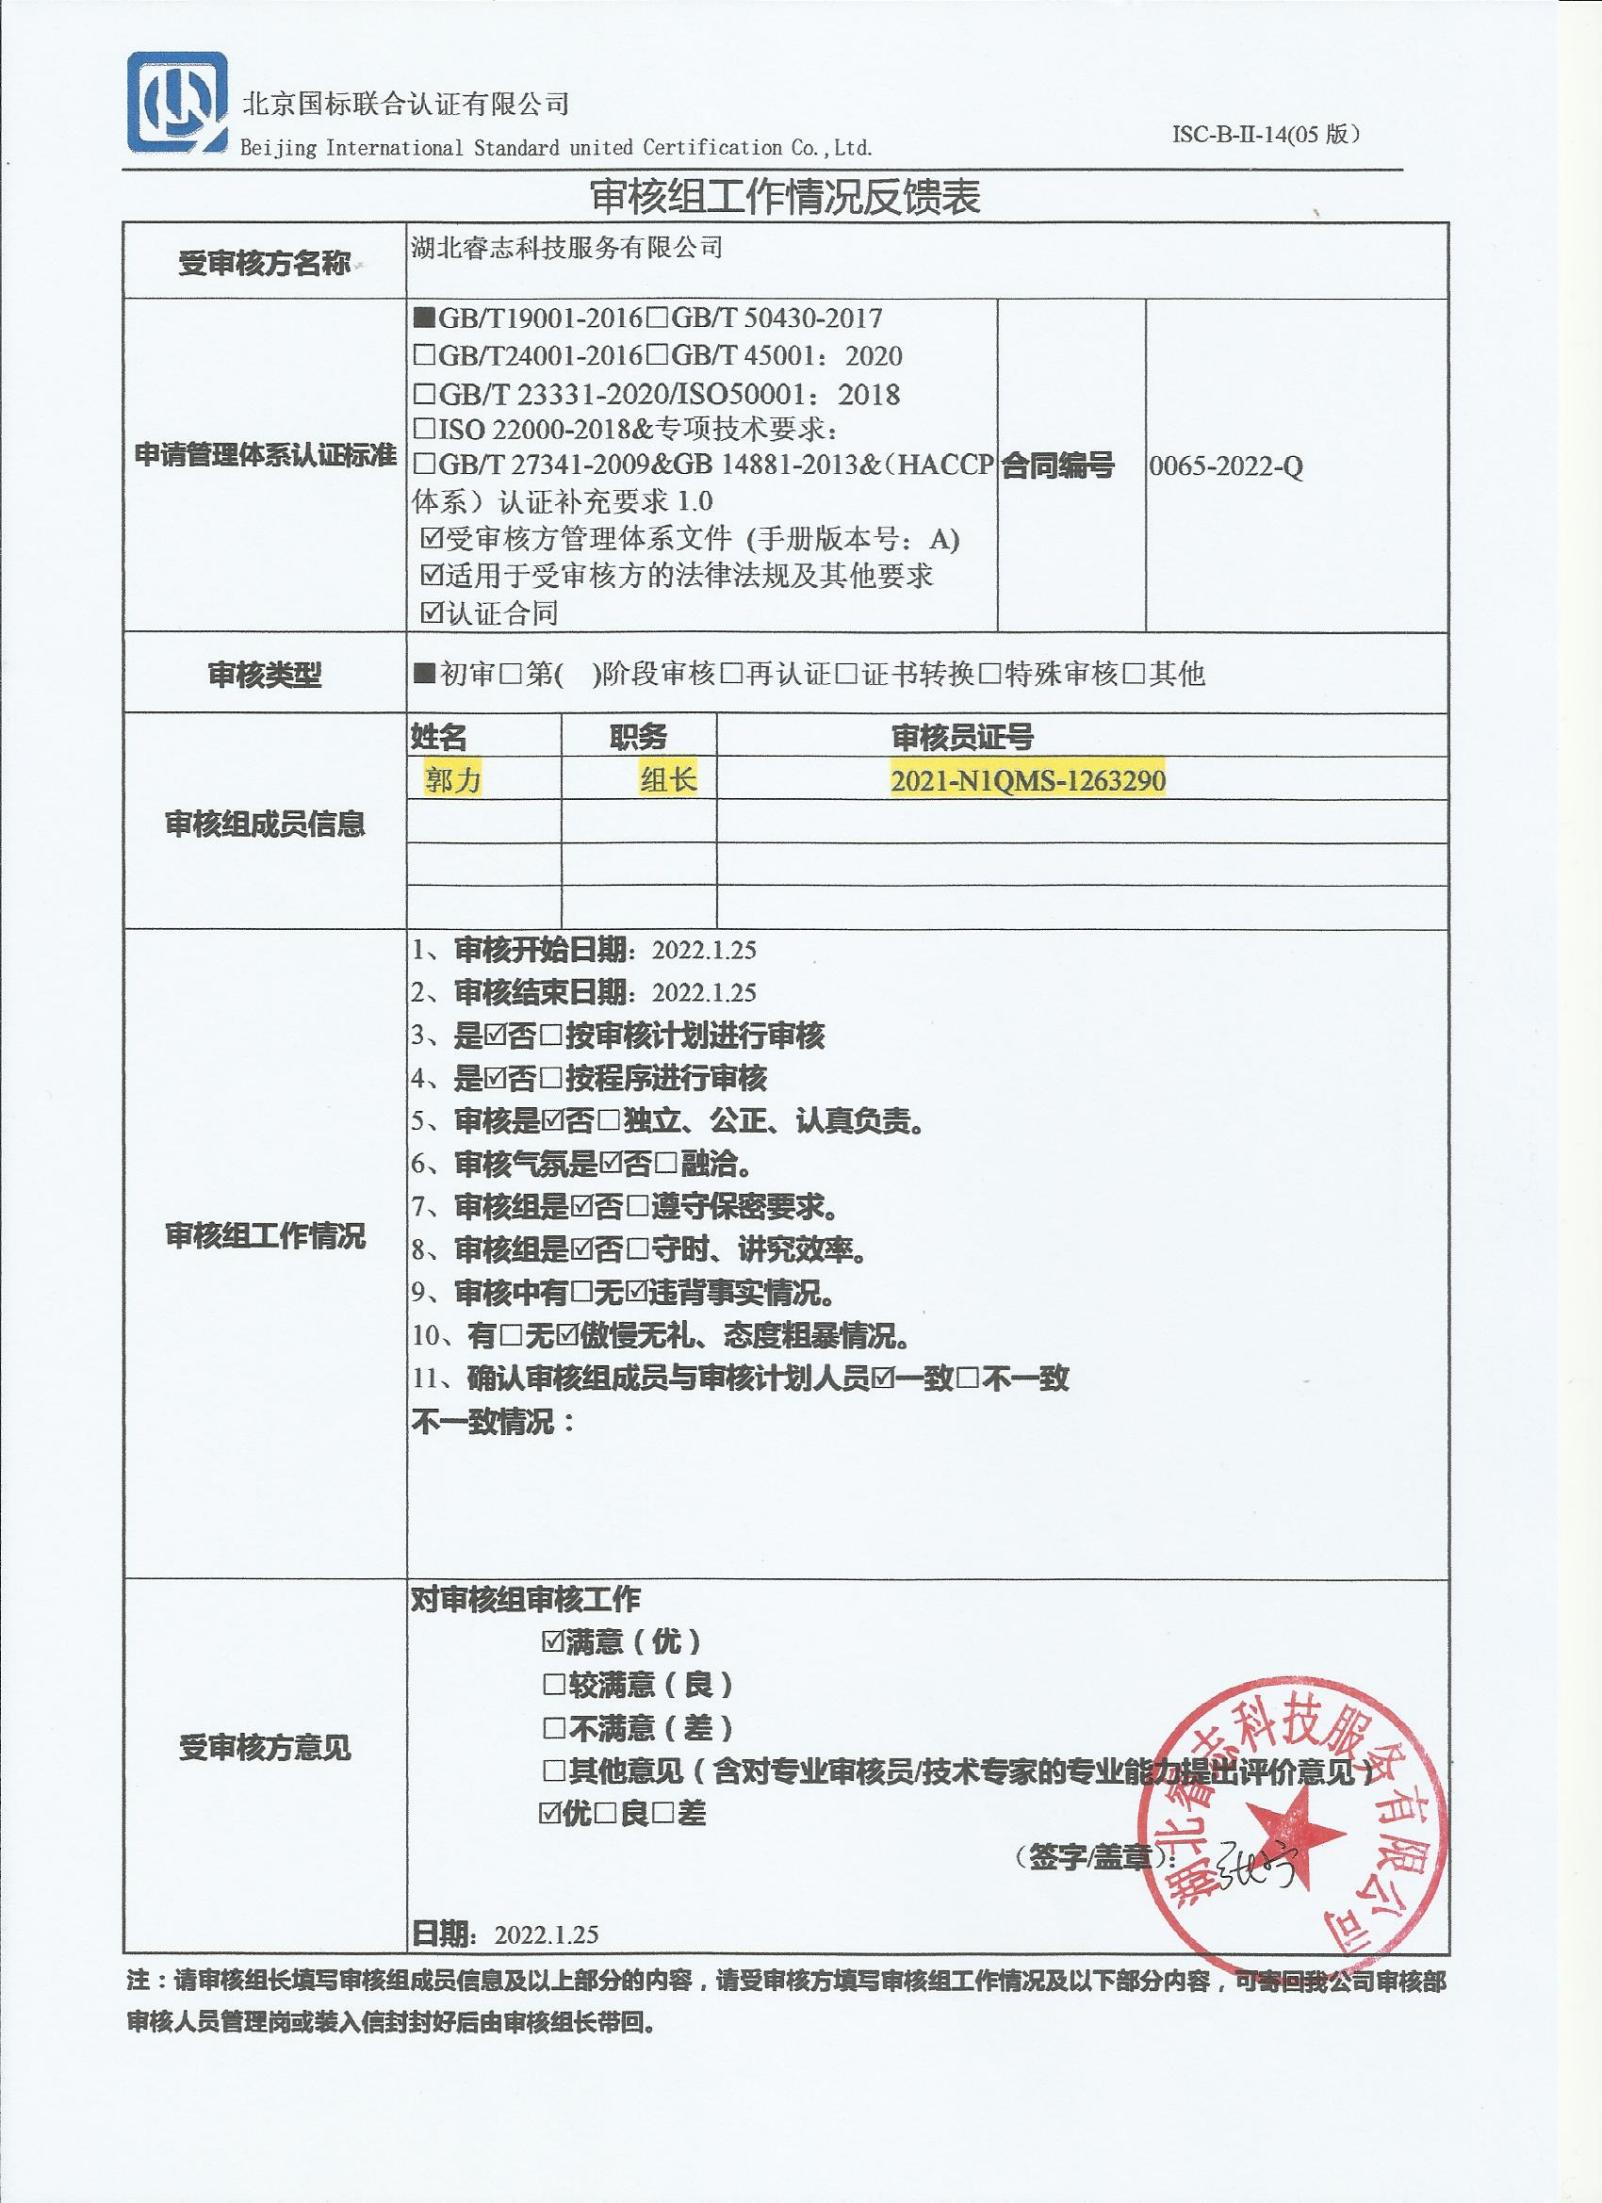 北京国标联合认证有限公司
Beijing International Standard united Certification Co.,Ltd.
ISC-B-II-14(05 版）
审核组工作情况反馈表
受审核方名称
湖北睿志科技服务有限公司
申请管理体系认证标准
■GB/T19001-2016□GB/T 50430-2017
□GB/T24001-2016□GB/T 45001：2020
□GB/T 23331-2020/ISO50001：2018
□ISO 22000-2018&专项技术要求：
□GB/T 27341-2009&GB 14881-2013&（HACCP
体系）认证补充要求 1.0
☑受审核方管理体系文件 (手册版本号：A)
☑适用于受审核方的法律法规及其他要求
☑认证合同
合同编号
0065-2022-Q
审核类型
■初审□第(    )阶段审核□再认证□证书转换□特殊审核□其他
审核组成员信息
姓名 职务 审核员证号
郭力 组长 2021-N1QMS-1263290
审核组工作情况
1、审核开始日期：2022.1.25
2、审核结束日期：2022.1.25
3、是☑否□按审核计划进行审核
4、是☑否□按程序进行审核
5、审核是☑否□独立、公正、认真负责。
6、审核气氛是☑否□融洽。
7、审核组是☑否□遵守保密要求。
8、审核组是☑否□守时、讲究效率。
9、审核中有□无☑违背事实情况。
10、有□无☑傲慢无礼、态度粗暴情况。
11、确认审核组成员与审核计划人员☑一致□不一致
不一致情况：
受审核方意见
对审核组审核工作
☑满意（优）
□较满意（良）
□不满意（差）
□其他意见（含对专业审核员/技术专家的专业能力提出评价意见）
☑优□良□差
（签字/盖章）：
湖北睿志科技服务有限公司
日期：2022.1.25
注：请审核组长填写审核组成员信息及以上部分的内容，请受审核方填写审核组工作情况及以下部分内容，可寄回我公司审核部
审核人员管理岗或装入信封封好后由审核组长带回。